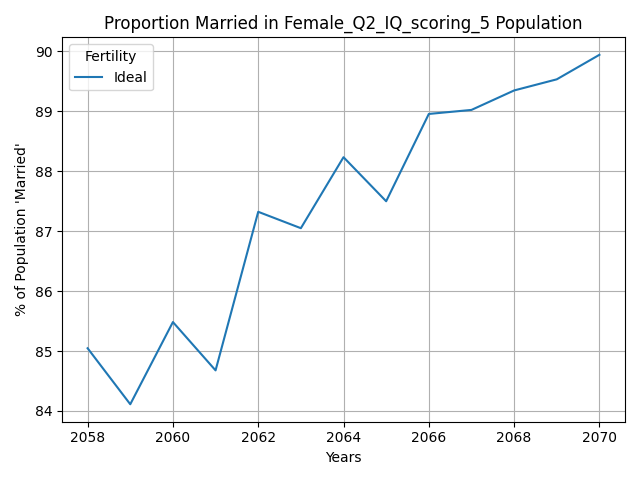 Proportion Married in Female_Q2_IQ_scoring_5 Population
Fertility
Ideal
% of Population 'Married'
90
89
88
87
86
85
84
2058 2060 2062 2064 2066 2068 2070
Years